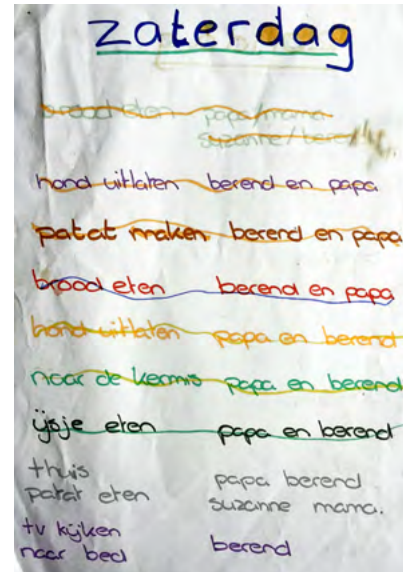 zaterdag
brood eten papa/mama
suzanne/berend
hond uitlaten berend en papa
patat maken berend en papa
brood eten berend en papa
hond uitlaten papa en berend
naar de kermis papa en berend
ijsje eten papa en berend
thuis papa berend
patat eten suzanne mama.
tv kijken
naar bed berend